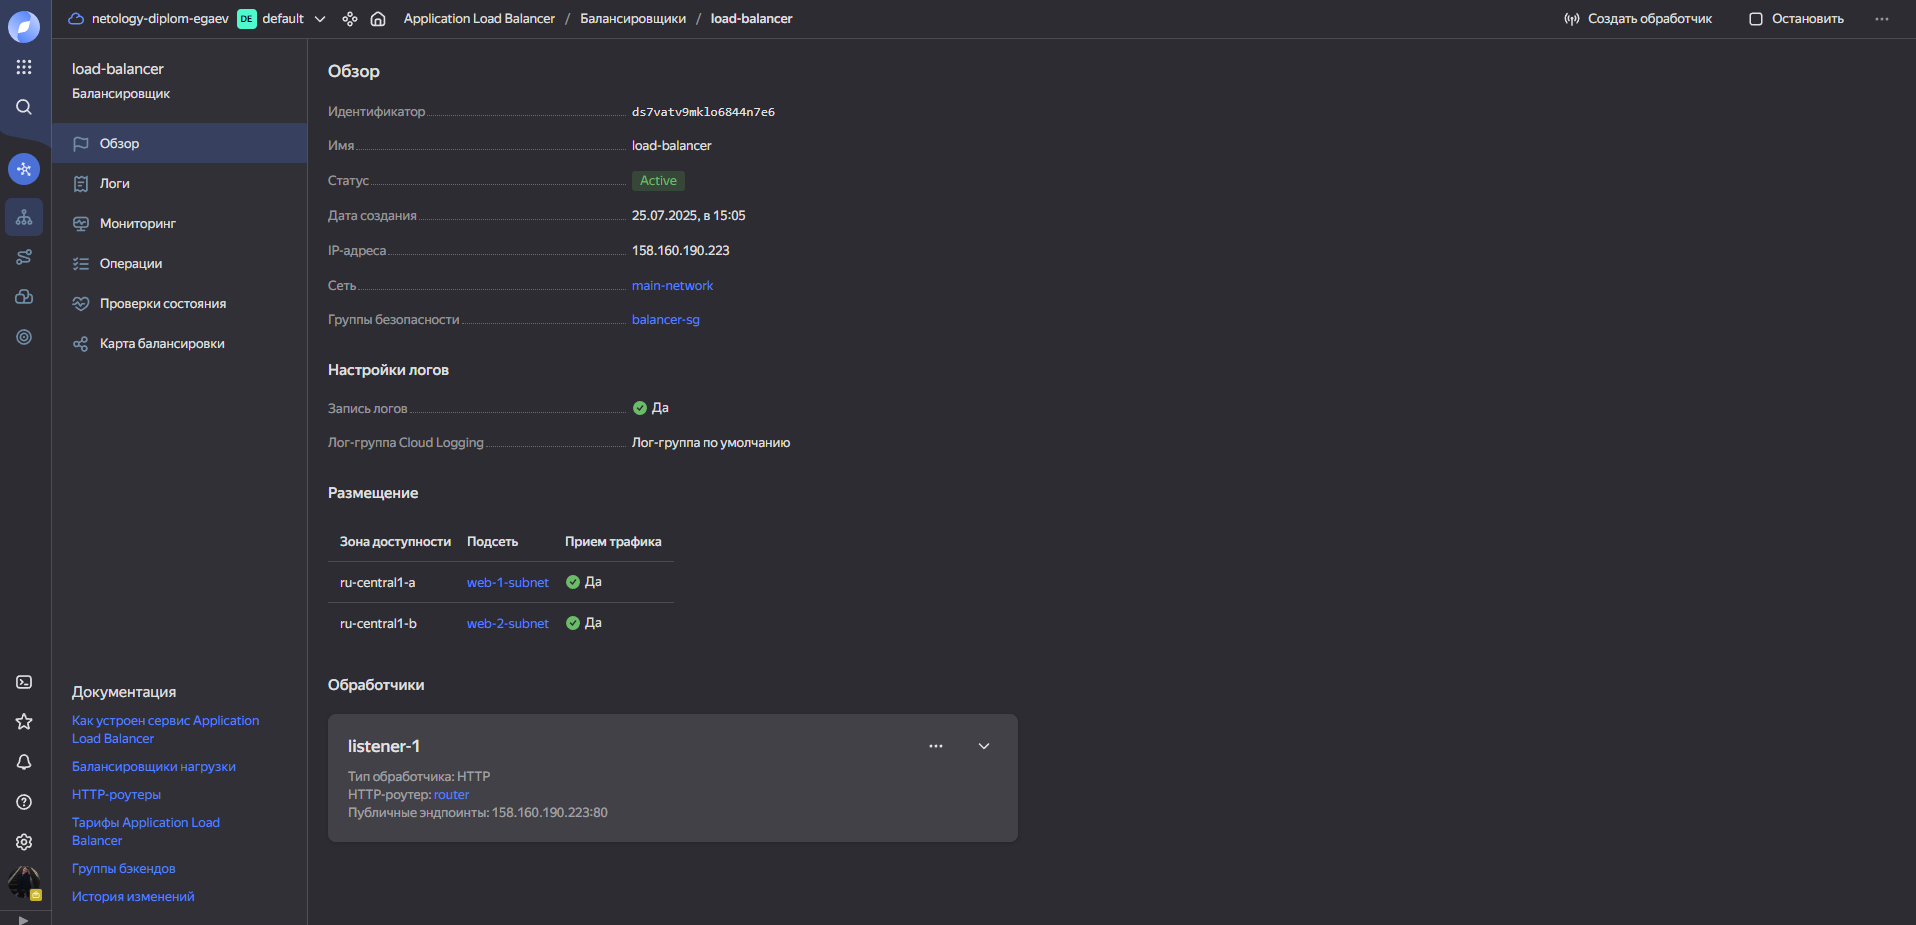 netology-diplom-egaev DE default Application Load Balancer / Балансировщики / load-balancer Создать обработчик Остановить
load-balancer
Балансировщик
Обзор
Логи
Мониторинг
Операции
Проверки состояния
Карта балансировки
Документация
Как устроен сервис Application
Load Balancer
Балансировщики нагрузки
HTTP-роутеры
Тарифы Application Load
Balancer
Группы бэкендов
История изменений
Обзор
Идентификатор ds7vatv9mklo6844n7e6
Имя load-balancer
Статус Active
Дата создания 25.07.2025, в 15:05
IP-адреса 158.160.190.223
Сеть main-network
Группы безопасности balancer-sg
Настройки логов
Запись логов Да
Лог-группа Cloud Logging Лог-группа по умолчанию
Размещение
Зона доступности Подсеть Прием трафика
ru-central1-a web-1-subnet Да
ru-central1-b web-2-subnet Да
Обработчики
listener-1
Тип обработчика: HTTP
HTTP-роутер: router
Публичные эндпоинты: 158.160.190.223:80